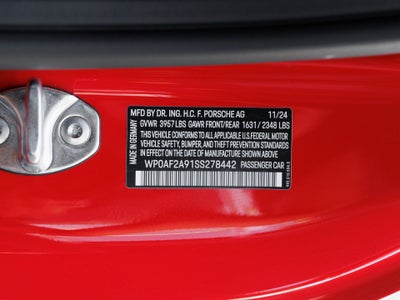 MFD BY DR. ING. H.C. F. PORSCHE AG 11/24
GVWR 3957 LBS GAWR FRONT/REAR 1631/2348 LBS
THIS VEHICLE CONFORMS TO ALL APPLICABLE U.S. FEDERAL MOTOR
VEHICLE SAFETY, BUMPER, AND THEFT PREVENTION STANDARDS
IN EFFECT ON THE DATE OF MANUFACTURE SHOWN ABOVE.
WP0AF2A91SS278442 PASSENGER CAR
MADE IN GERMANY